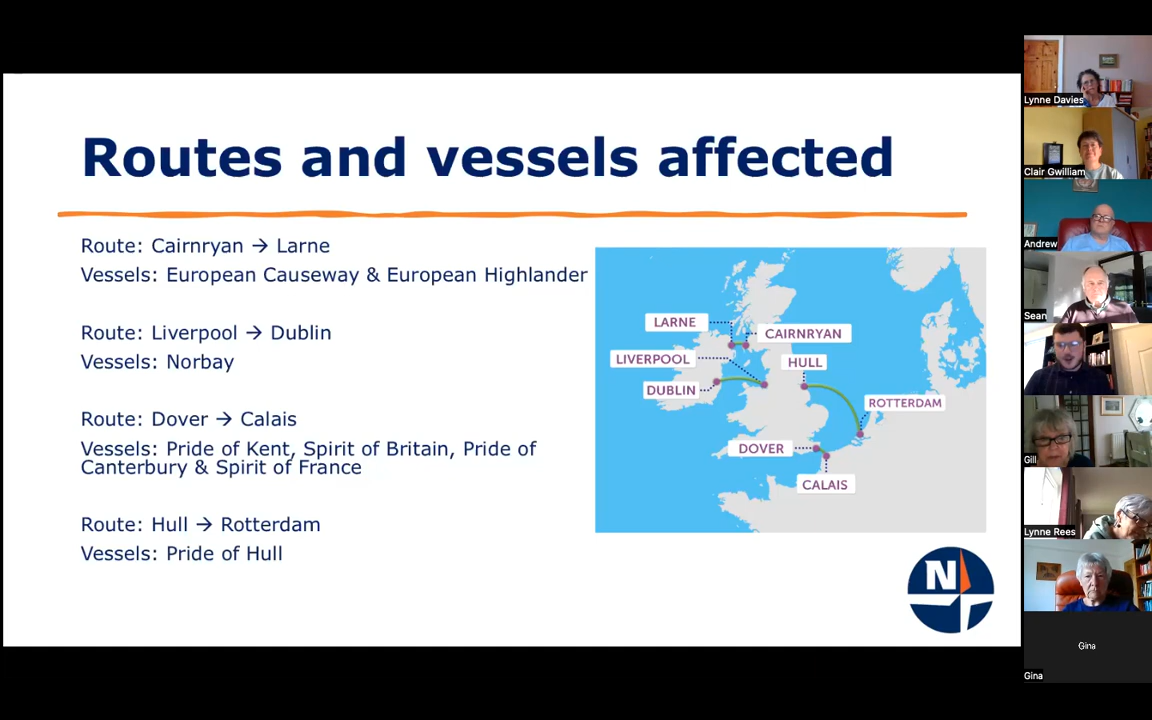 Routes and vessels affected
Route: Cairnryan → Larne
Vessels: European Causeway & European Highlander
Route: Liverpool → Dublin
Vessels: Norbay
Route: Dover → Calais
Vessels: Pride of Kent, Spirit of Britain, Pride of
Canterbury & Spirit of France
Route: Hull → Rotterdam
Vessels: Pride of Hull
LARNE
CAIRNRYAN
LIVERPOOL
HULL
DUBLIN
ROTTERDAM
DOVER
CALAIS
N
Lynne Davies
Clair Gwilliam
Andrew
Sean
Gill
Lynne Rees
Gina
Gina